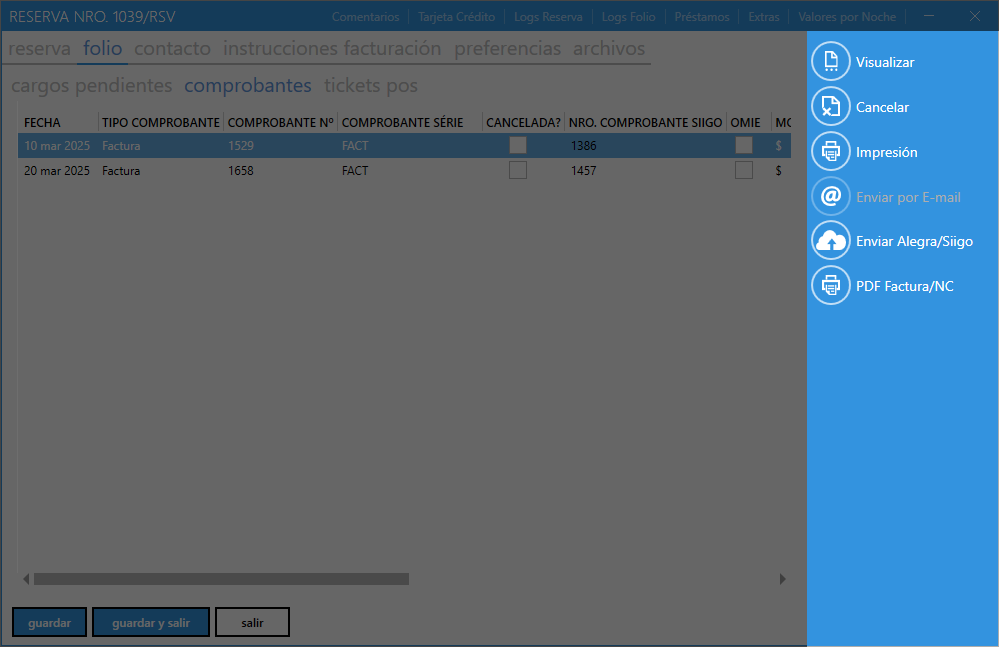 RESERVA NRO. 1039/RSV Comentarios Tarjeta Crédito Logs Reserva Logs Folio Préstamos Extras Valores por Noche
reserva folio contacto instrucciones facturación preferencias archivos
cargos pendientes comprobantes tickets pos
FECHA TIPO COMPROBANTE COMPROBANTE Nº COMPROBANTE SÉRIE CANCELADA? NRO. COMPROBANTE SIIGO OMIE MO
10 mar 2025 Factura 1529 FACT 1386 $
20 mar 2025 Factura 1658 FACT 1457 $
guardar guardar y salir salir
Visualizar
Cancelar
Impresión
@ Enviar por E-mail
Enviar Alegra/Siigo
PDF Factura/NC